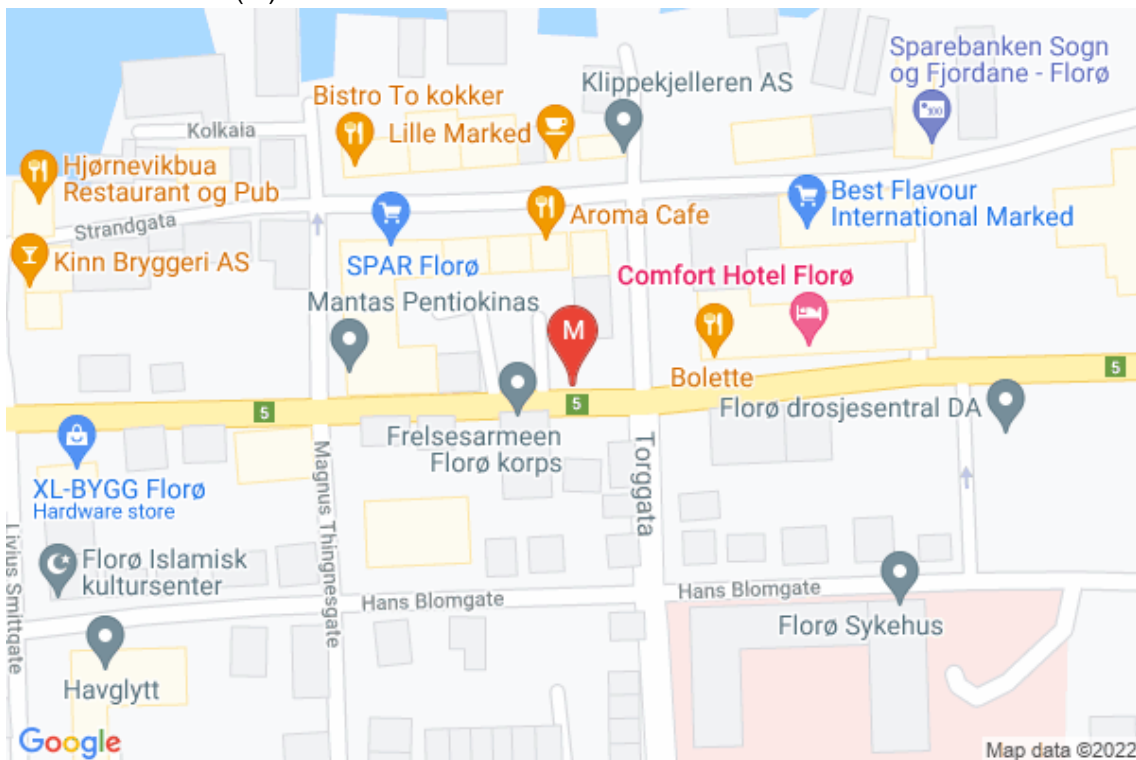 Sparebanken Sogn
og Fjordane - Florø
Klippekjelleren AS
Bistro To kokker
Lille Marked
Kolkaia
Hjørnevikbua
Restaurant og Pub
Best Flavour
International Marked
Aroma Cafe
Strandgata
Kinn Bryggeri AS
SPAR Florø
Comfort Hotel Florø
Mantas Pentiokinas
M
Bolette
5
5
5
Florø drosjesentral DA
Frelsesarmeen
Florø korps
Torggata
Magnus Thingnesgate
XL-BYGG Florø
Hardware store
Livius Smittgate
Florø Islamisk
kultursenter
Hans Blomgate
Hans Blomgate
Florø Sykehus
Havglytt
Google
Map data ©2022